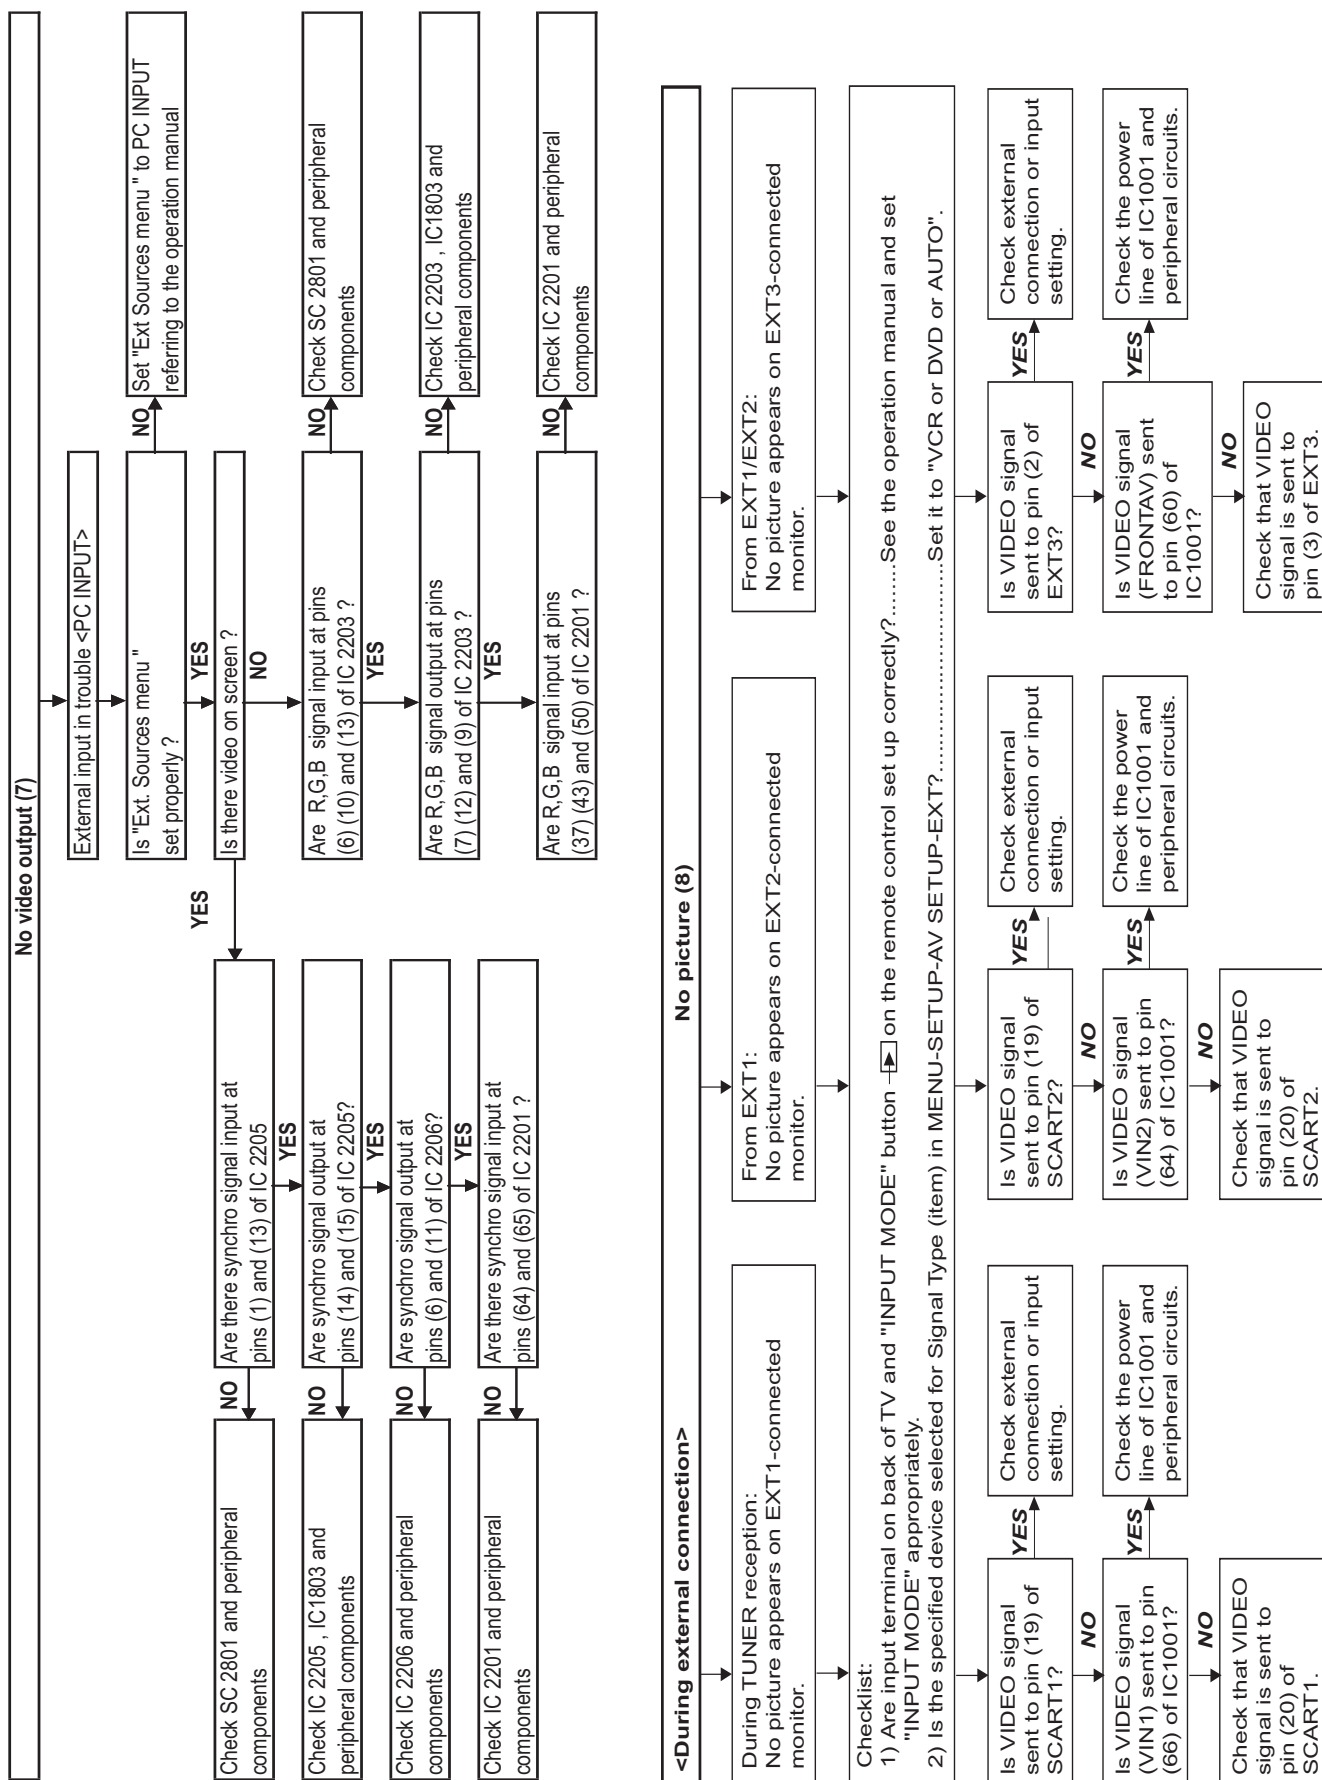 No video output (7)
External input in trouble <PC INPUT>
Is "Ext. Sources menu "
set properly ?
NO
Set "Ext Sources menu " to PC INPUT
referring to the operation manual
YES
Is there video on screen ?
YES
NO
Are there synchro signal input at
pins (1) and (13) of IC 2205
NO
Check SC 2801 and peripheral
components
YES
Are synchro signal output at
pins (14) and (15) of IC 2205?
NO
Check IC 2205 , IC1803 and
peripheral components
YES
Are synchro signal output at
pins (6) and (11) of IC 2206?
NO
Check IC 2206 and peripheral
components
YES
Are there synchro signal input at
pins (64) and (65) of IC 2201 ?
NO
Check IC 2201 and peripheral
components
Are R,G,B  signal input at pins
(6) (10) and (13) of IC 2203 ?
NO
Check SC 2801 and peripheral
components
YES
Are R,G,B  signal output at pins
(7) (12) and (9) of IC 2203 ?
NO
Check IC 2203 , IC1803 and
peripheral components
YES
Are R,G,B  signal input at pins
(37) (43) and (50) of IC 2201 ?
NO
Check IC 2201 and peripheral
components
<During external connection>
No picture (8)
During TUNER reception:
No picture appears on EXT1-connected
monitor.
From EXT1:
No picture appears on EXT2-connected
monitor.
From EXT1/EXT2:
No picture appears on EXT3-connected
monitor.
Checklist:
1) Are input terminal on back of TV and "INPUT MODE" button on the remote control set up correctly?.......See the operation manual and set
"INPUT MODE" appropriately.
2) Is the specified device selected for Signal Type (item) in MENU-SETUP-AV SETUP-EXT?.................................Set it to "VCR or DVD or AUTO".
Is VIDEO signal
sent to pin (19) of
SCART1?
YES
Check external
connection or input
setting.
NO
Is VIDEO signal
(VIN1) sent to pin
(66) of IC1001?
YES
Check the power
line of IC1001 and
peripheral circuits.
NO
Check that VIDEO
signal is sent to
pin (20) of
SCART1.
Is VIDEO signal
sent to pin (19) of
SCART2?
YES
Check external
connection or input
setting.
NO
Is VIDEO signal
(VIN2) sent to pin
(64) of IC1001?
YES
Check the power
line of IC1001 and
peripheral circuits.
NO
Check that VIDEO
signal is sent to
pin (20) of
SCART2.
Is VIDEO signal
sent to pin (2) of
EXT3?
YES
Check external
connection or input
setting.
NO
Is VIDEO signal
(FRONTAV) sent
to pin (60) of
IC1001?
YES
Check the power
line of IC1001 and
peripheral circuits.
NO
Check that VIDEO
signal is sent to
pin (3) of EXT3.